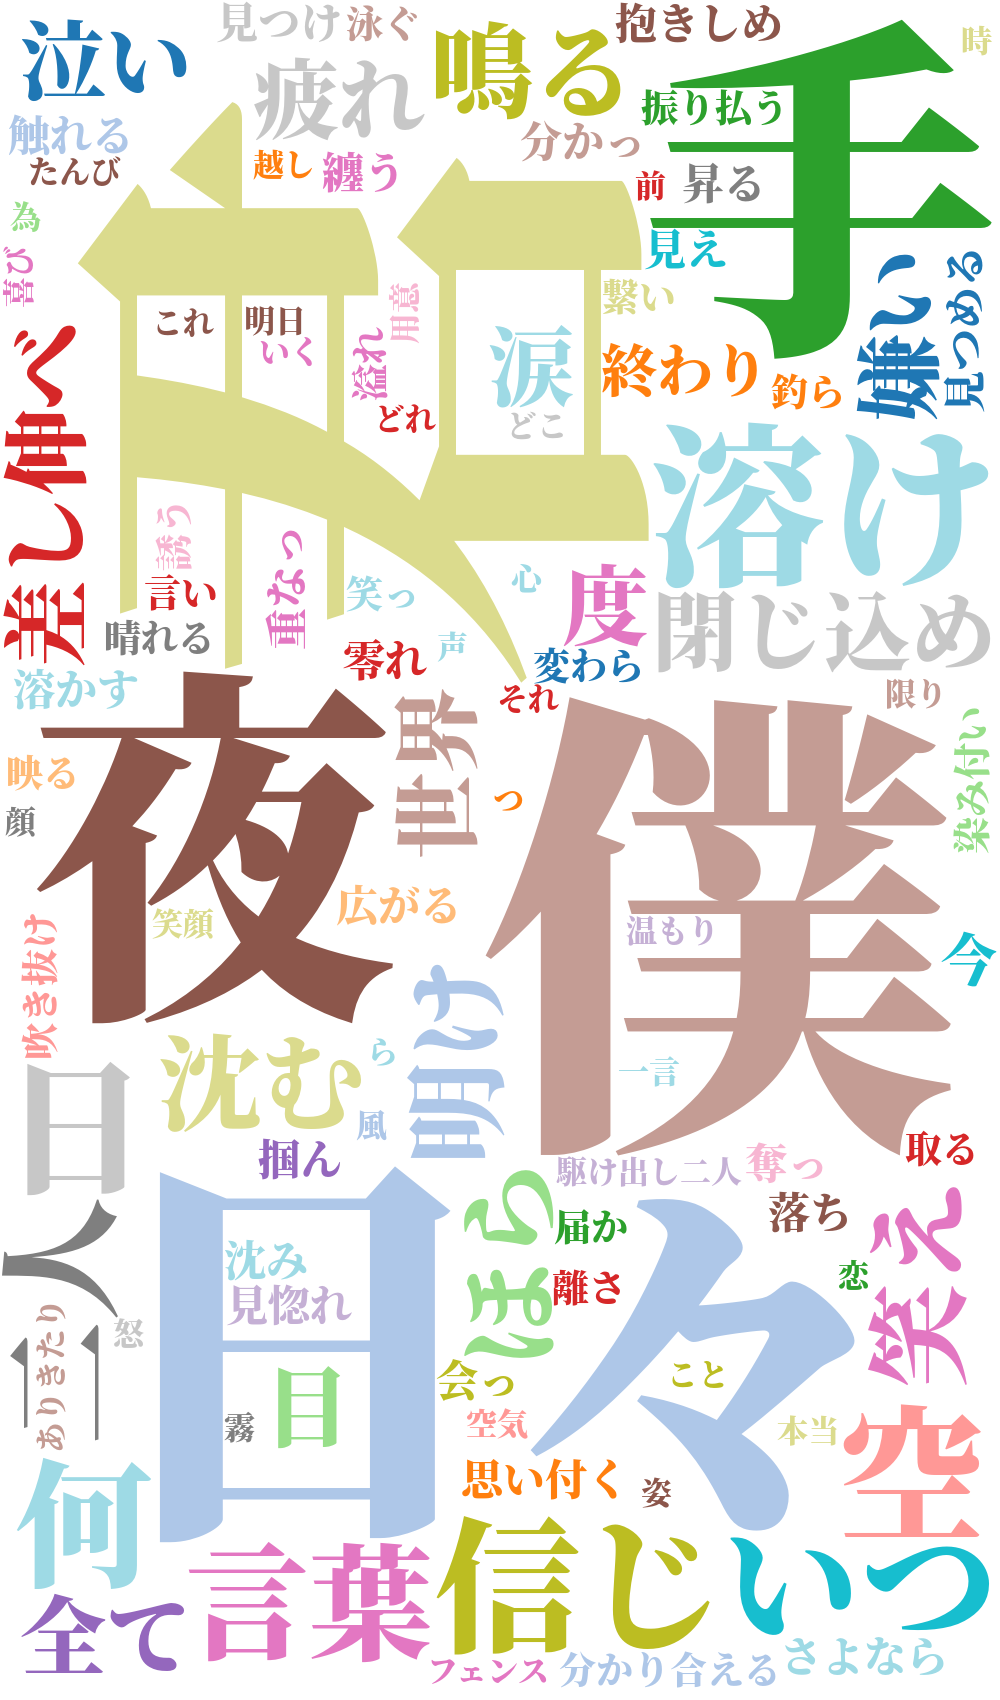 泣い
見つけ
泳ぐ
鳴る
抱きしめ
時
手
疲れ
触れる
振り払う
分かっ
たんび
越し
纏う
前
昇る
為
君
見え
喜び
嫌い
見つめる
用意
繋い
これ
明日
いく
溢れ
涙
終わり
釣ら
どれ
どこ
差し伸べ
溶け
誘う
重なっ
言い
笑っ
心
度
閉じ込め
晴れる
零れ
声
変わら
溶かす
それ
限り
夜
世界
僕
染み付い
映る
つ
顔
笑顔
広がる
温もり
今
吹き抜け
明け
沈む
ら
一言
日
風
掴ん
駆け出し二人
奪っ
取る
日々
ほら
届か
落ち
笑え
二人
沈み
見惚れ
離さ
恋
ありきたり
怒
日
会っ
こと
霧
空気
本当
空
何
思い付く
姿
言葉
信じ
いつ
全て
フェンス
分かり合える
さよなら